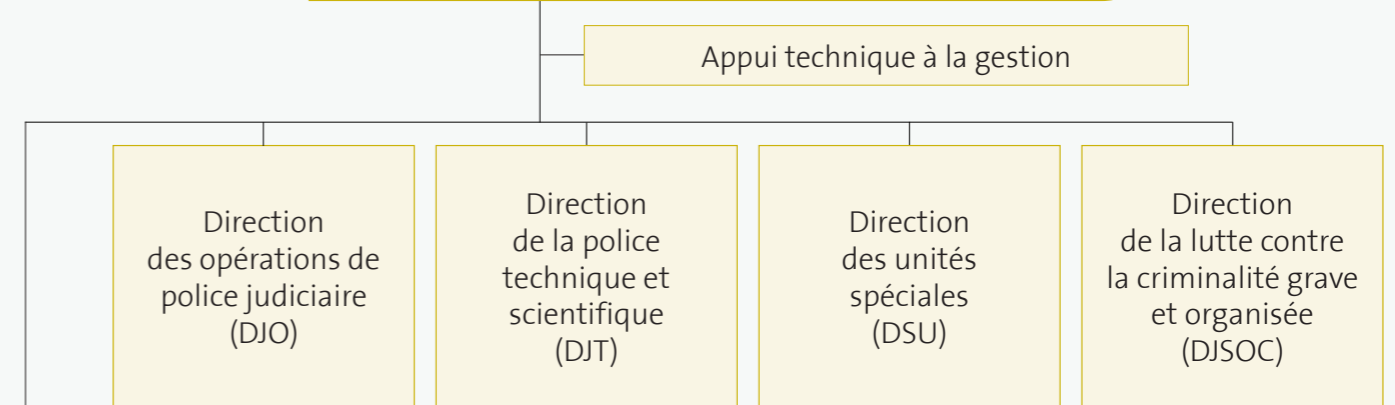 Appui technique à la gestion
Direction
des opérations de
police judiciaire
(DJO)
Direction
de la police
technique et
scientifique
(DJT)
Direction
des unités
spéciales
(DSU)
Direction
de la lutte contre
la criminalité grave
et organisée
(DJSOC)